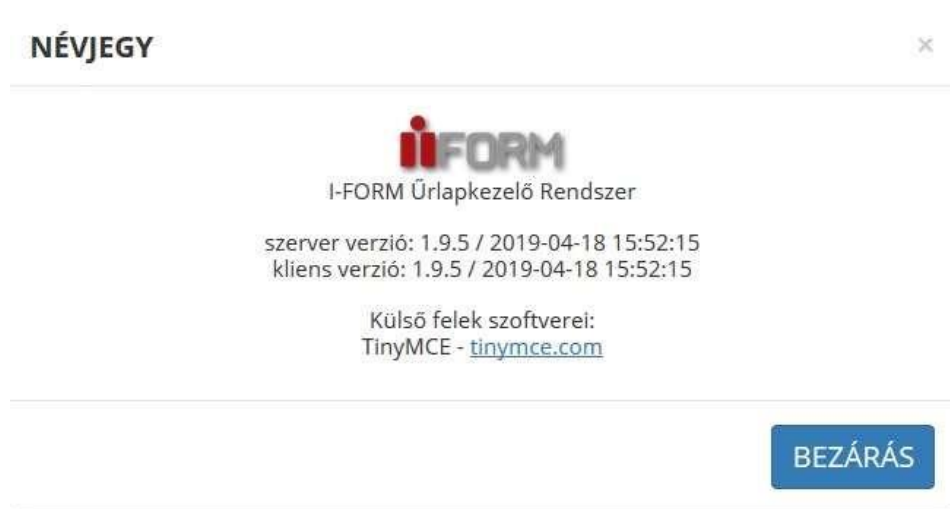 NÉVJEGY ×
iFORM
I-FORM Űrlapkezelő Rendszer
szerver verzió: 1.9.5 / 2019-04-18 15:52:15
kliens verzió: 1.9.5 / 2019-04-18 15:52:15
Külső felek szoftverei:
TinyMCE - tinymce.com
BEZÁRÁS